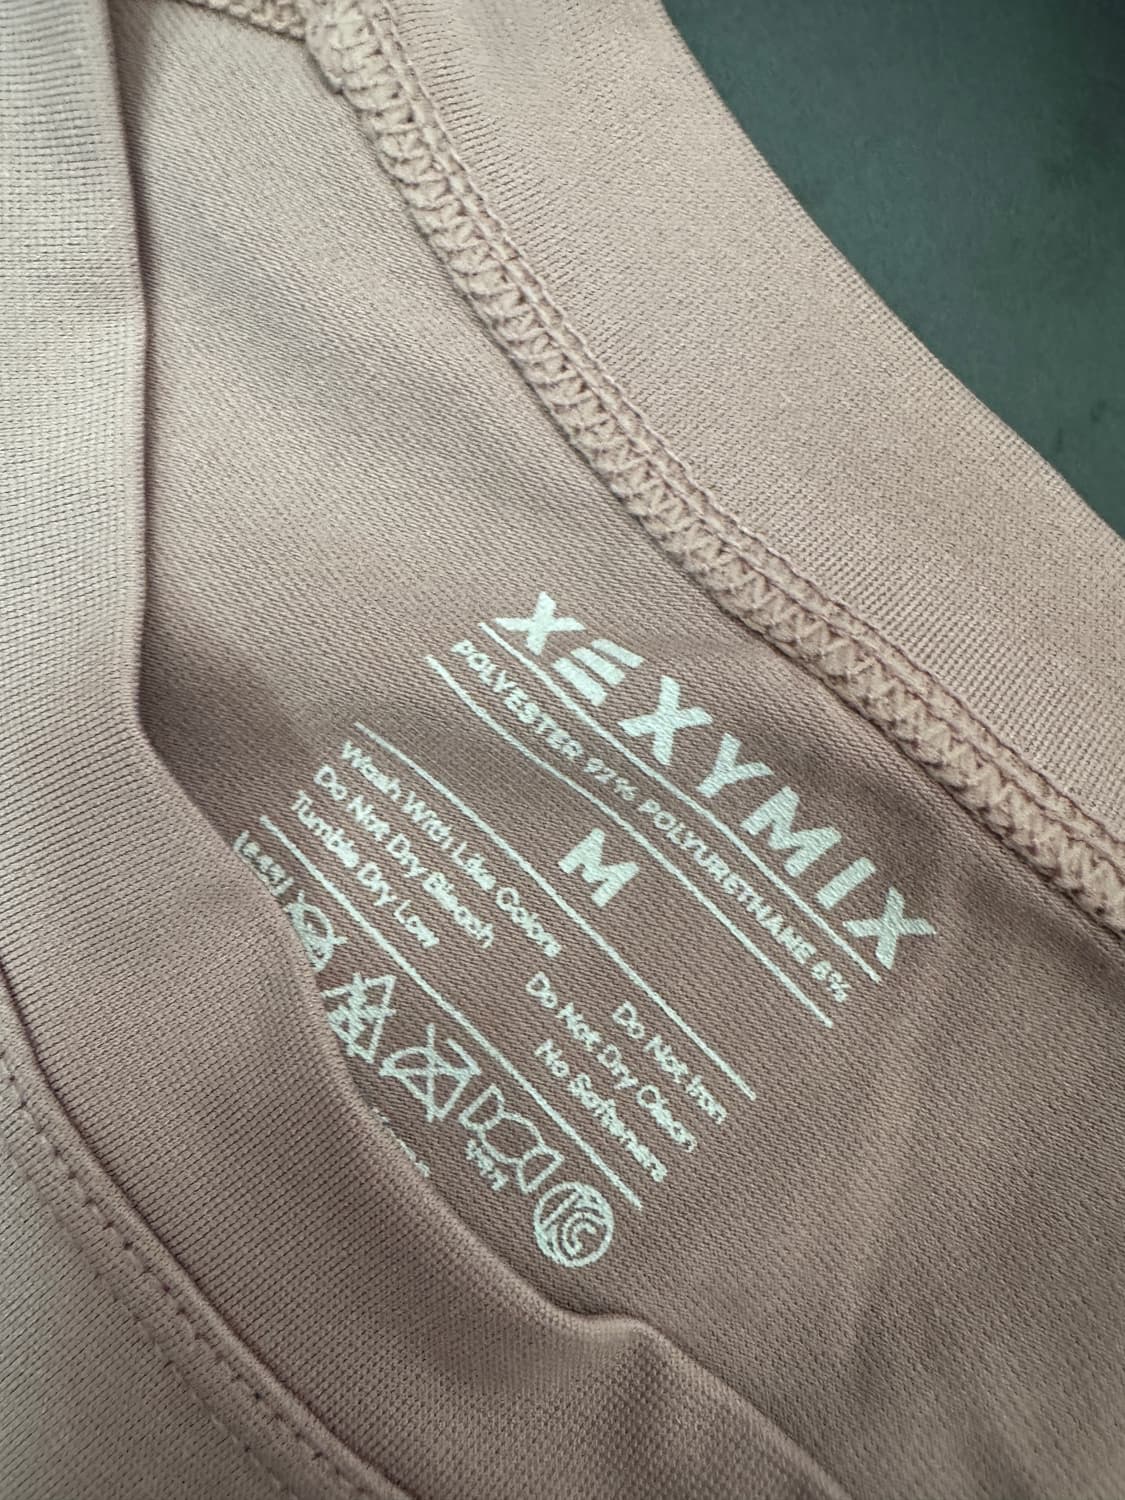 XEXYMIX
POLYESTER 92% POLYURETHANE 8%
M
Wash With Like Colors
Do Not Dry Bleach
Tumble Dry Low
Do Not Iron
Do Not Dry Clean
No Softeners